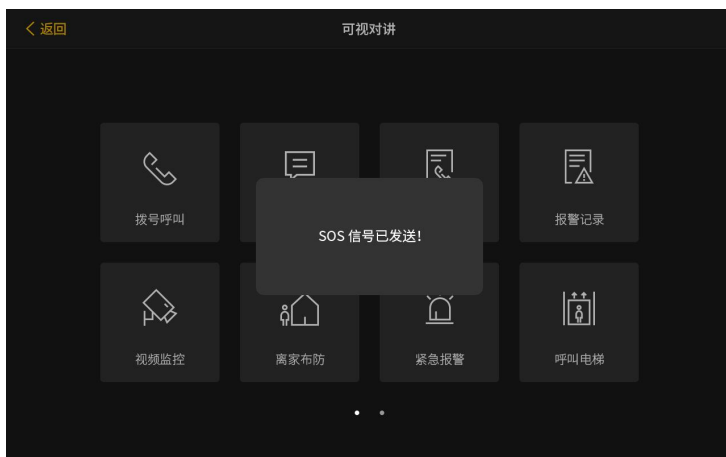 返回
可视对讲
拨号呼叫
报警记录
SOS 信号已发送!
视频监控
离家布防
紧急报警
呼叫电梯